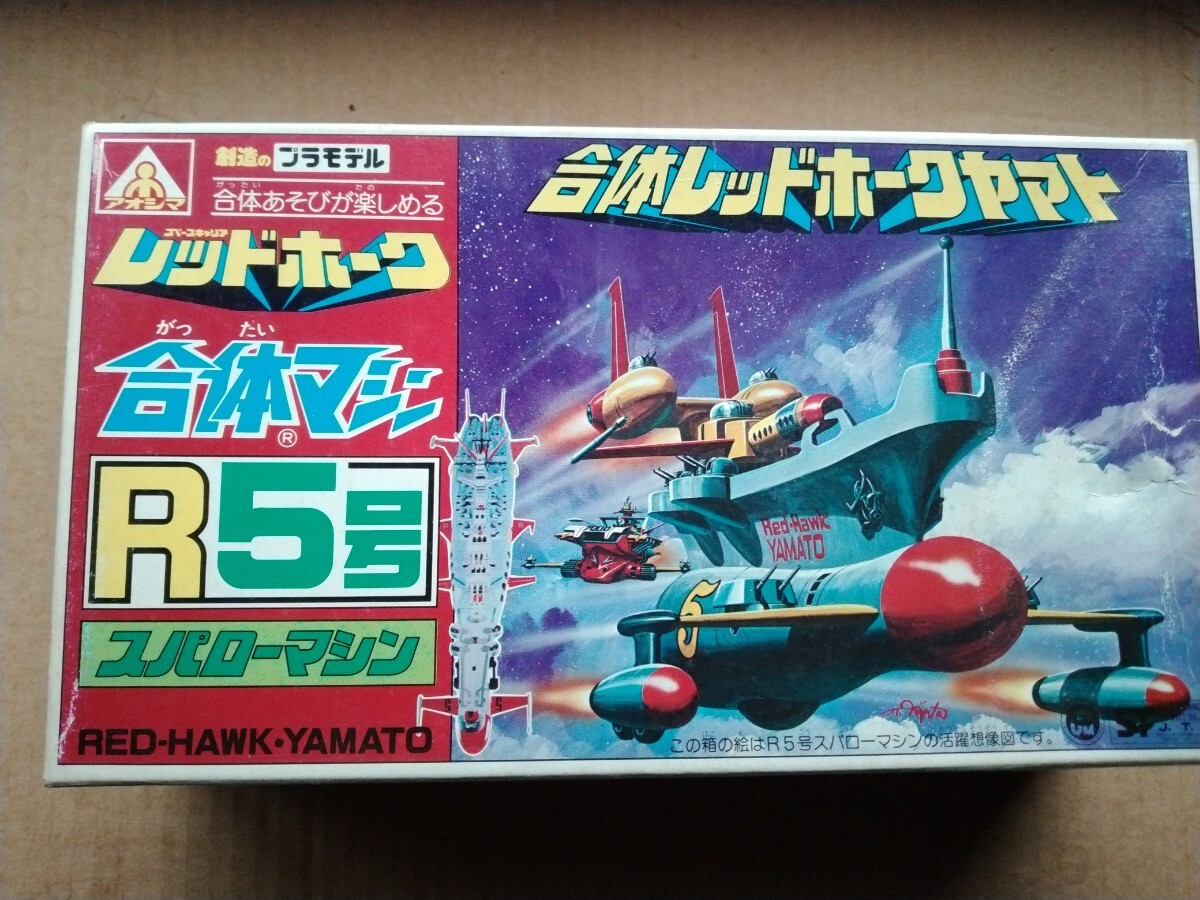 アオシマ
創造の プラモデル
がったい たの
合体あそびが楽しめる
スペースキャリア
レッドホーク
がっ たい
合体マシン
®
R5号
スパローマシン
RED-HAWK・YAMATO
合体レッドホークヤマト
Red-Hawk
YAMATO
5
この箱の絵はR5号スパローマシンの活躍想像図です。